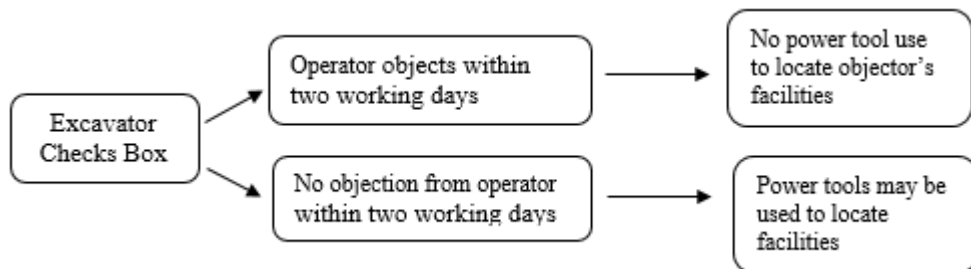 Excavator
Checks Box
Operator objects within
two working days
No power tool use
to locate objector's
facilities
No objection from operator
within two working days
Power tools may be
used to locate
facilities